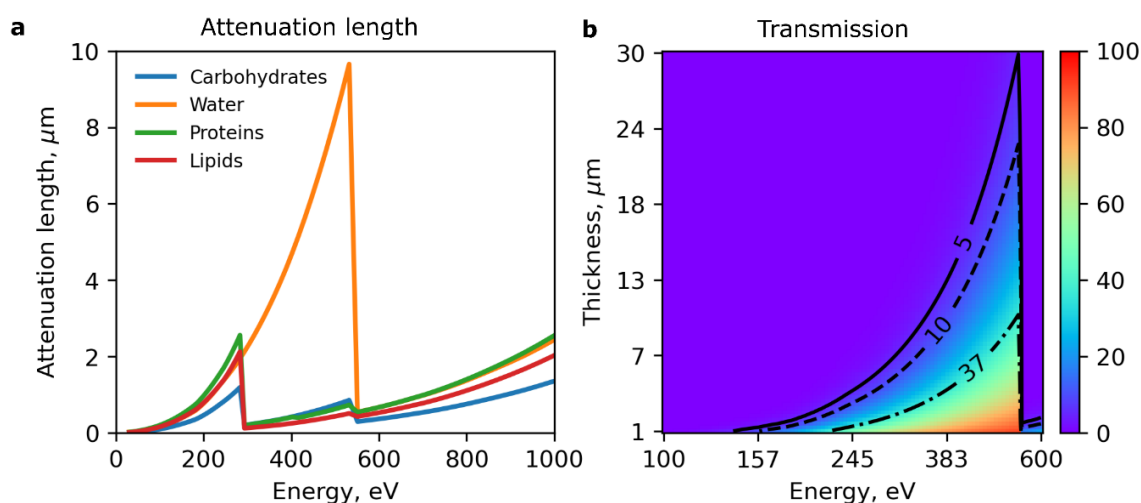 a
Attenuation length
10
8
6
4
2
0
Attenuation length, μm
Carbohydrates
Water
Proteins
Lipids
0 200 400 600 800 1000
Energy, eV
b
Transmission
30
24
18
13
7
1
Thickness, μm
5
10
37
100 157 245 383 600
Energy, eV
100
80
60
40
20
0